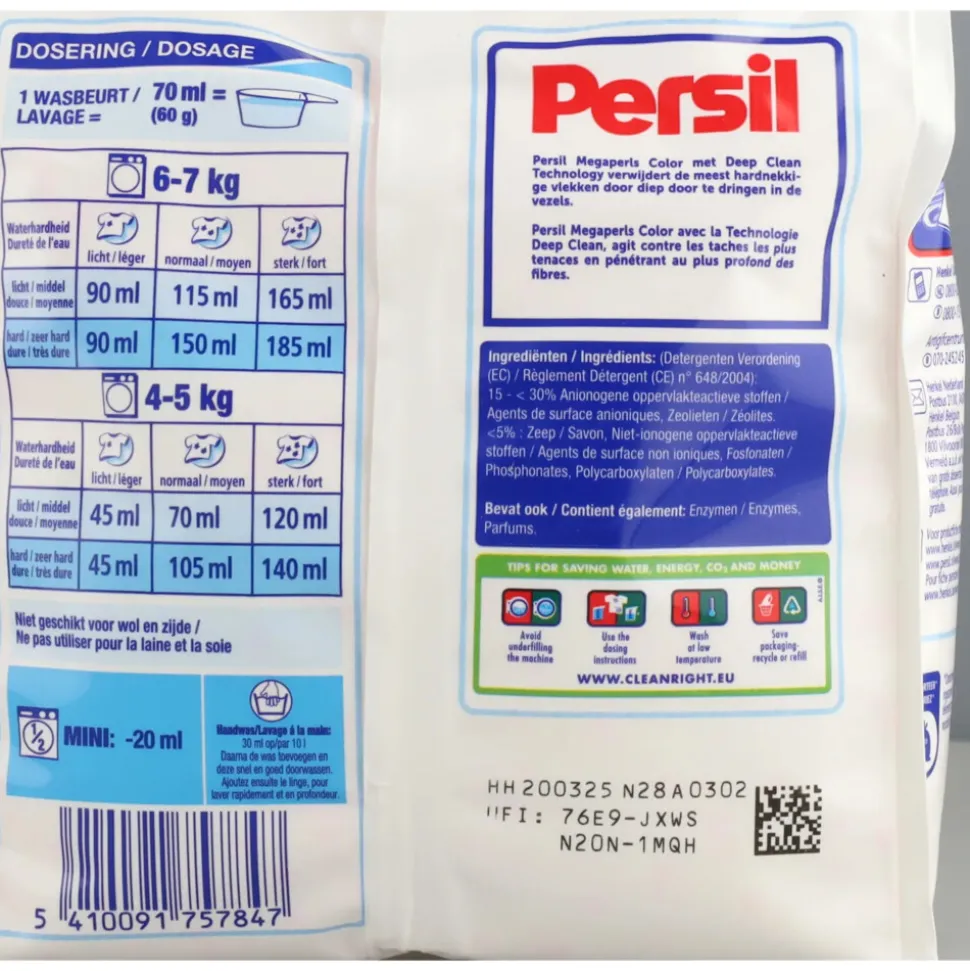 DOSERING / DOSAGE
1 WASBEURT /
LAVAGE =
70 ml =
(60 g)
6-7 kg
Waterhardheid
Dureté de l'eau
licht / léger
normaal / moyen
sterk / fort
licht / middel
douce / moyenne
90 ml
115 ml
165 ml
hard / zeer hard
dure / très dure
90 ml
150 ml
185 ml
4-5 kg
Waterhardheid
Dureté de l'eau
licht / léger
normaal / moyen
sterk / fort
licht / middel
douce / moyenne
45 ml
70 ml
120 ml
hard / zeer hard
dure / très dure
45 ml
105 ml
140 ml
Niet geschikt voor wol en zijde /
Ne pas utiliser pour la laine et la soie
1/2
MINI: -20 ml
Handwas/Lavage à la main:
30 ml op/par 10 l
Daarna de was toevoegen en
deze snel en goed doorwassen.
Ajoutez ensuite le linge, pour
laver rapidement et en profondeur.
5 410091 757847
Persil
Persil Megaperls Color met Deep Clean
Technology verwijdert de meest hardnekki-
ge vlekken door diep door te dringen in de
vezels.
Persil Megaperls Color avec la Technologie
Deep Clean, agit contre les taches les plus
tenaces en pénétrant au plus profond des
fibres.
Ingrediënten / Ingrédients: (Detergenten Verordening
(EC) / Règlement Détergent (CE) n° 648/2004):
15 - < 30% Anionogene oppervlakteactieve stoffen /
Agents de surface anioniques, Zeolieten / Zéolites.
<5% : Zeep / Savon, Niet-ionogene oppervlakteactieve
stoffen / Agents de surface non ioniques, Fosfonaten /
Phosphonates, Polycarboxylaten / Polycarboxylates.
Bevat ook / Contient également: Enzymen / Enzymes,
Parfums.
TIPS FOR SAVING WATER, ENERGY, CO₂ AND MONEY
Avoid
underfilling
the machine
Use the
dosing
instructions
Wash
at low
temperature
Save
packaging-
recycle or refill
WWW.CLEANRIGHT.EU
HH 200325 N28A0302
UFI: 76E9-JXWS
N20N-1MQH
Henkel
070-245245
Henkel Nederland
Henkel Belgium
gratuite.